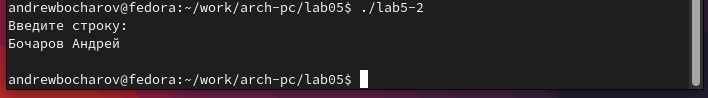 andrewbocharov@fedora:~/work/arch-pc/lab05$ ./lab5-2
Введите строку:
Бочаров Андрей
andrewbocharov@fedora:~/work/arch-pc/lab05$